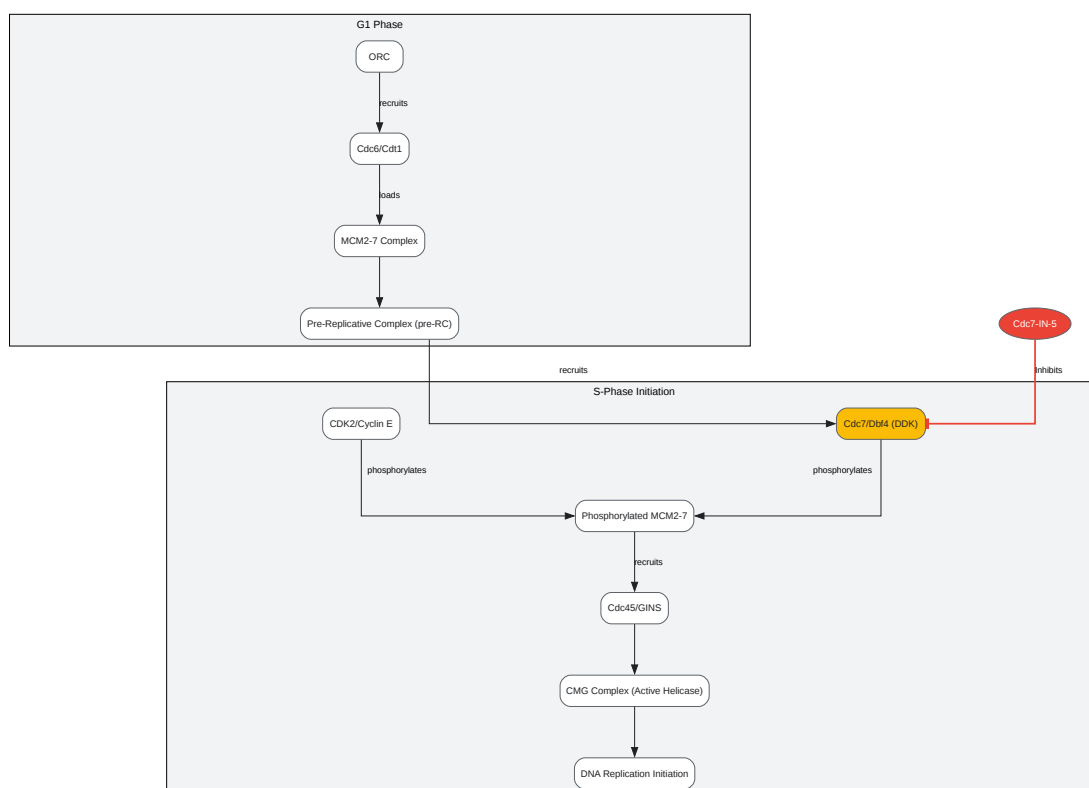 G1 Phase
ORC
recruits
Cdc6/Cdt1
loads
MCM2-7 Complex
Pre-Replicative Complex (pre-RC)
Cdc7-IN-5
recruits
Inhibits
S-Phase Initiation
CDK2/Cyclin E
Cdc7/Dbf4 (DDK)
phosphorylates
phosphorylates
Phosphorylated MCM2-7
recruits
Cdc45/GINS
CMG Complex (Active Helicase)
DNA Replication Initiation